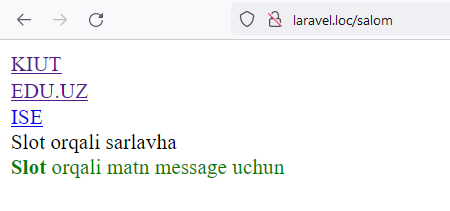 laravel.loc/salom
KIUT
EDU.UZ
ISE
Slot orqali sarlavha
Slot orqali matn message uchun